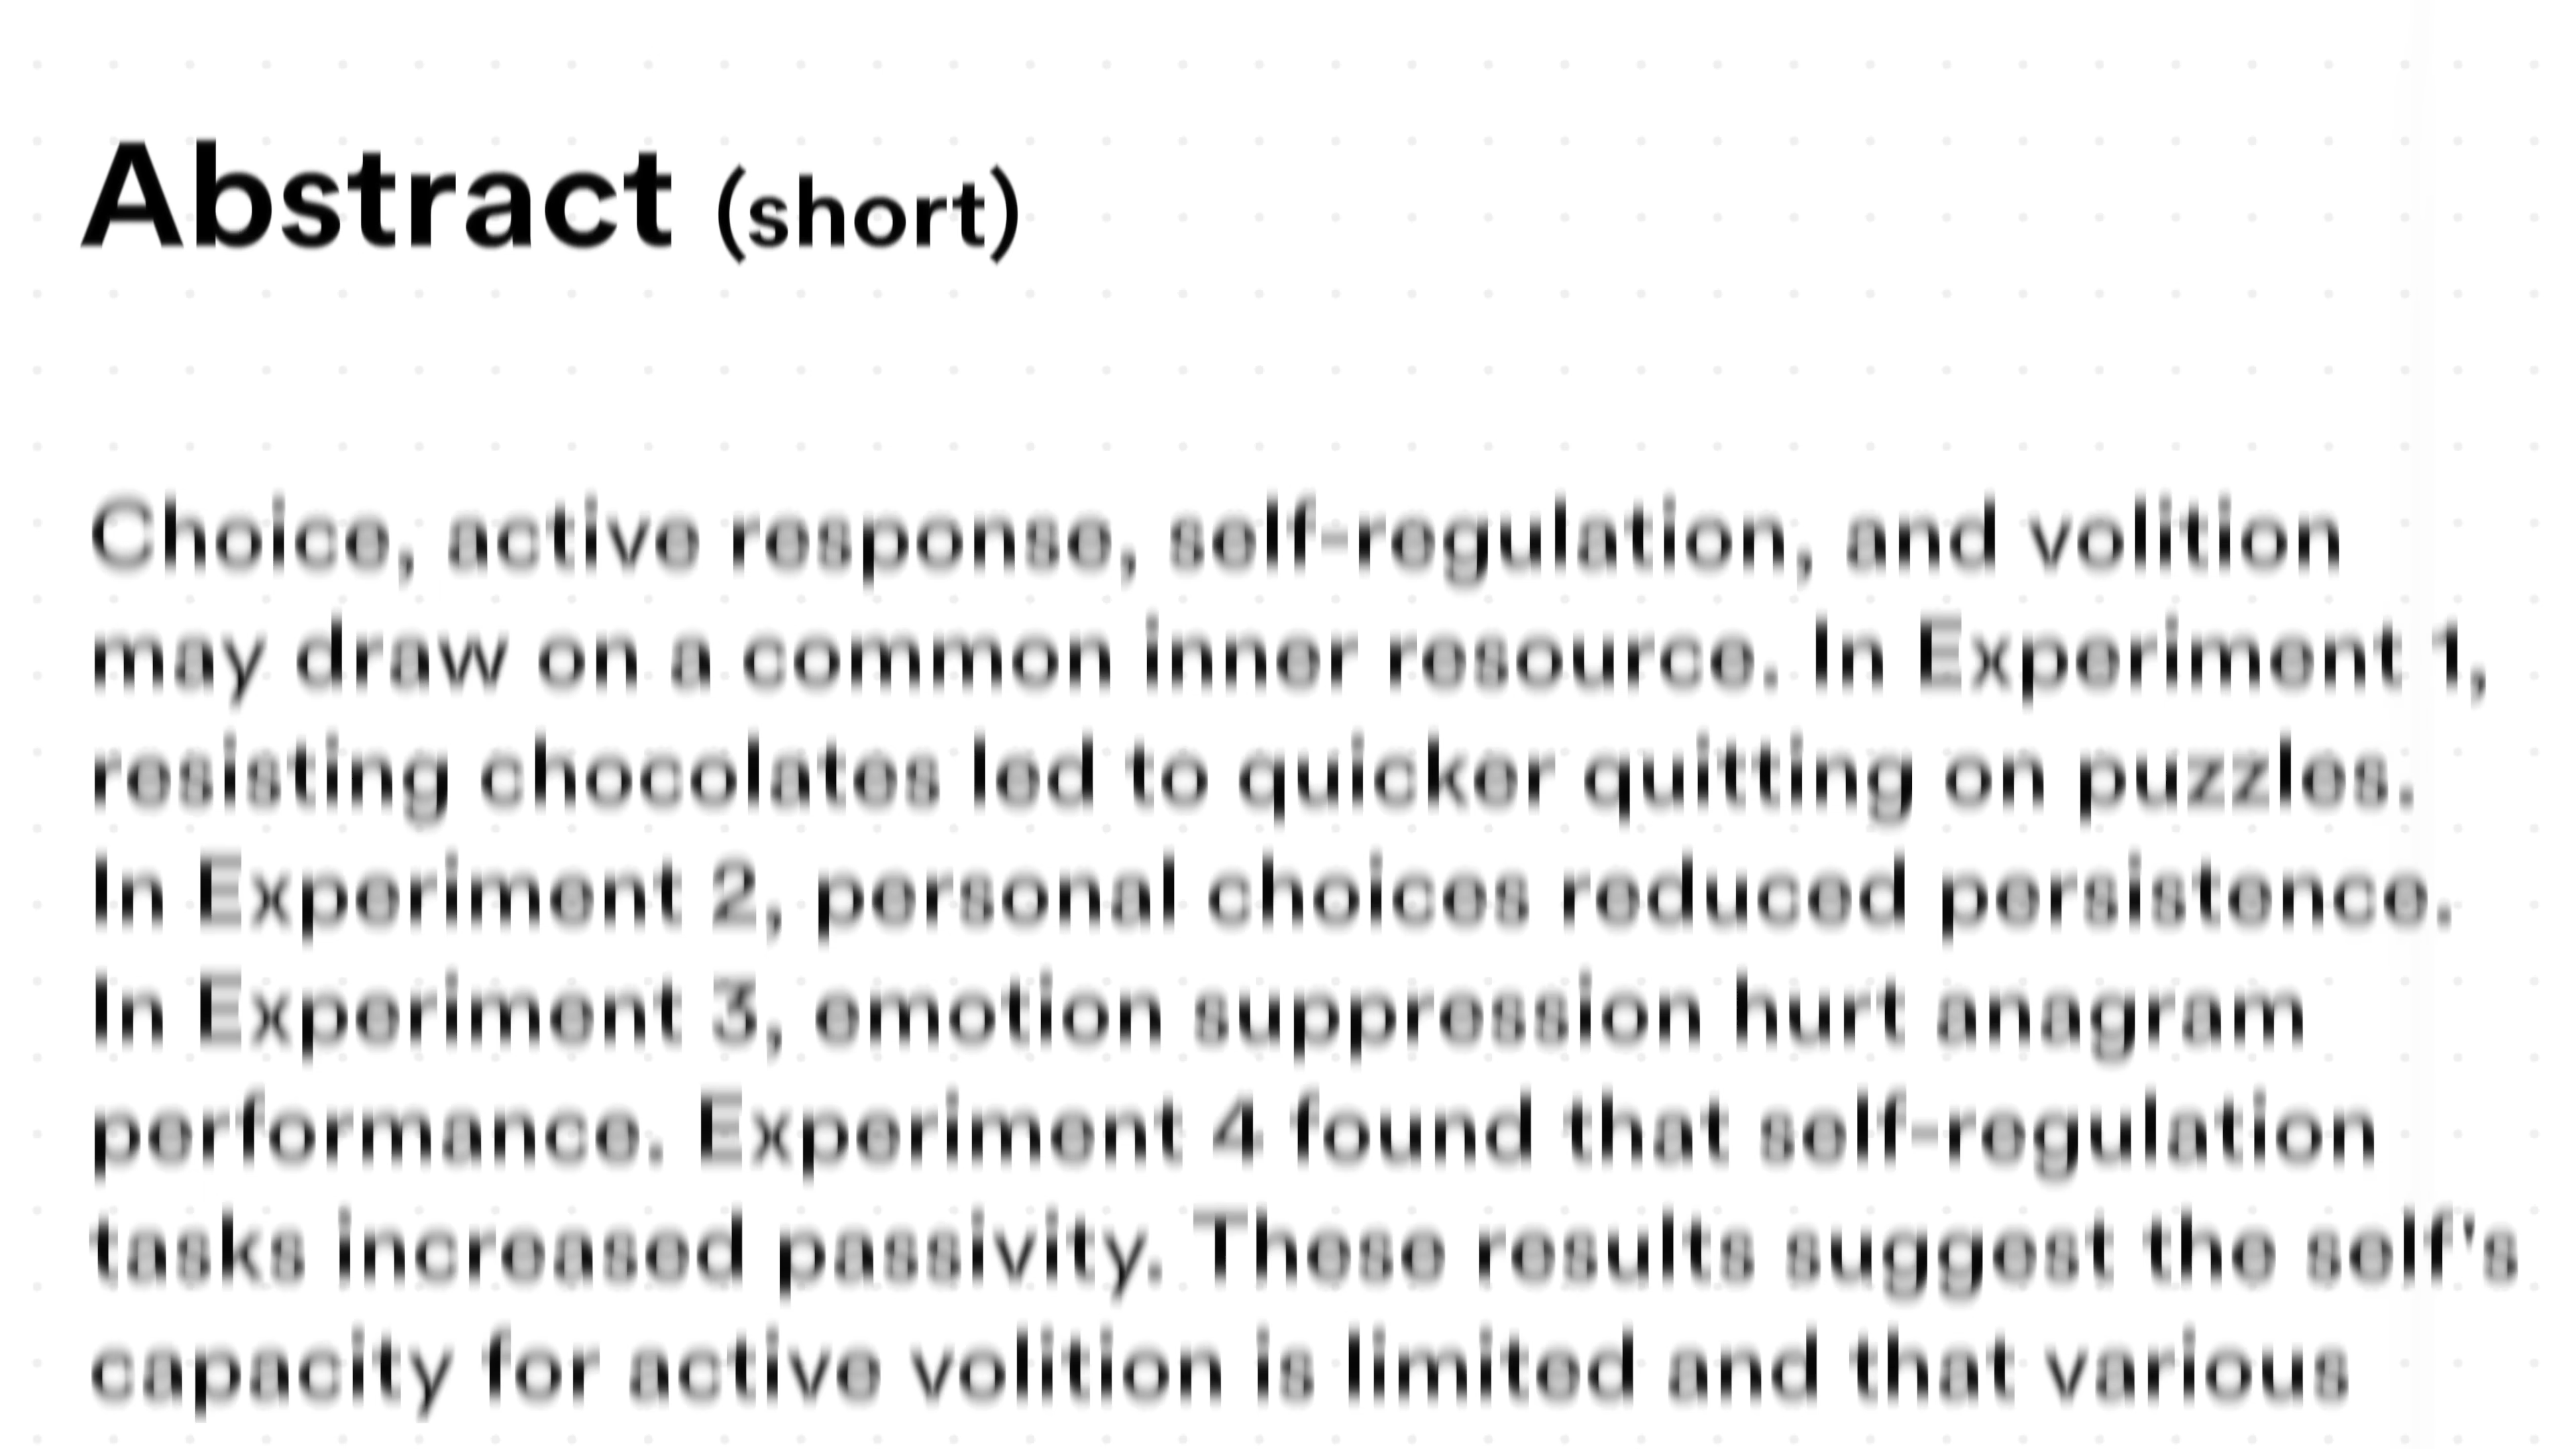 Abstract (short)
Choice, active response, self-regulation, and volition
may draw on a common inner resource. In Experiment 1,
resisting chocolates led to quicker quitting on puzzles.
In Experiment 2, personal choices reduced persistence.
In Experiment 3, emotion suppression hurt anagram
performance. Experiment 4 found that self-regulation
tasks increased passivity. These results suggest the self's
capacity for active volition is limited and that various